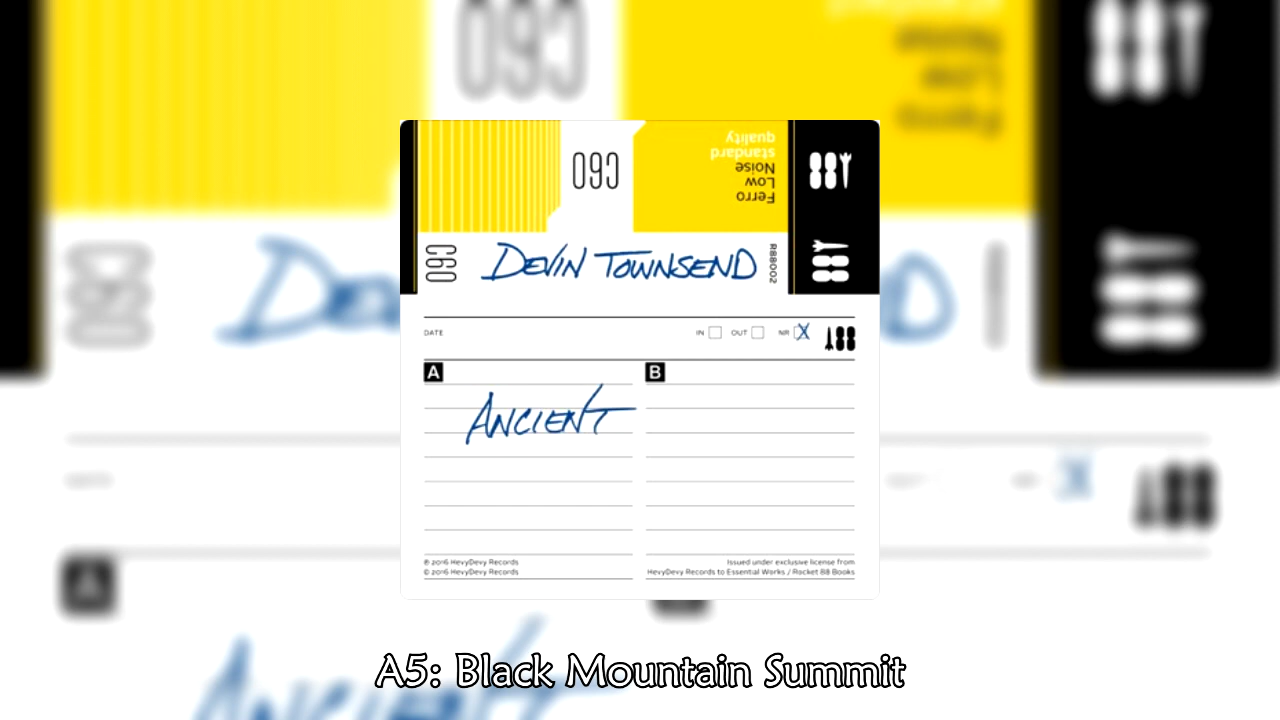 C60
Ferro
Low
Noise
standard
quality
C60
DEVIN TOWNSEND
R88002
DATE
IN
OUT
NR X
A
B
ANCIENT
℗ 2016 HevyDevy Records
© 2016 HevyDevy Records
Issued under exclusive license from
HevyDevy Records to Essential Works / Rocket 88 Books
A5: Black Mountain Summit